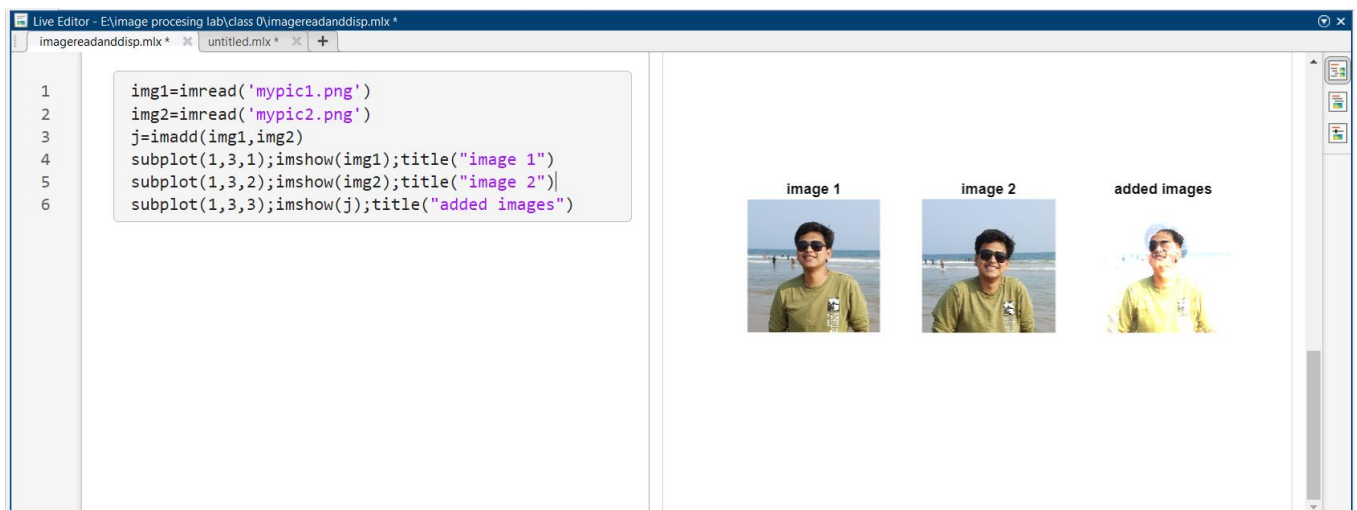 Live Editor - E:\image procesing lab\class 0\imagereadanddisp.mlx *
imagereadanddisp.mlx * untitled.mlx *
1 img1=imread('mypic1.png')
2 img2=imread('mypic2.png')
3 j=imadd(img1,img2)
4 subplot(1,3,1);imshow(img1);title("image 1")
5 subplot(1,3,2);imshow(img2);title("image 2")
6 subplot(1,3,3);imshow(j);title("added images")
image 1 image 2 added images